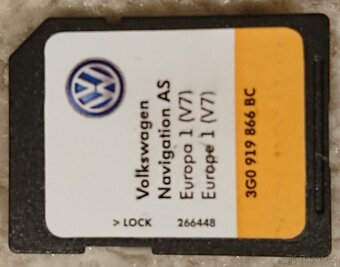 Volkswagen
Navigation AS
Europa 1 (V7)
Europe 1 (V7)
3G0 919 866 BC
> LOCK 266448